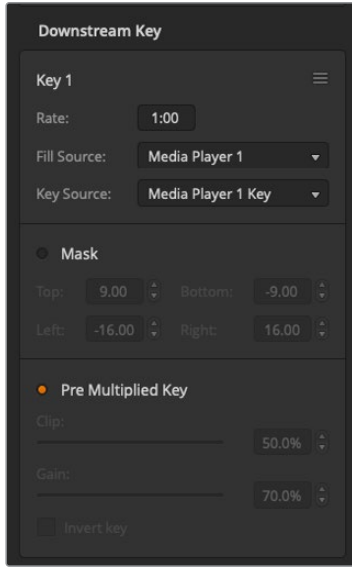 Downstream Key
Key 1
Rate: 1:00
Fill Source: Media Player 1
Key Source: Media Player 1 Key
Mask
Top: 9.00 Bottom: -9.00
Left: -16.00 Right: 16.00
Pre Multiplied Key
Clip:
50.0%
Gain:
70.0%
Invert key